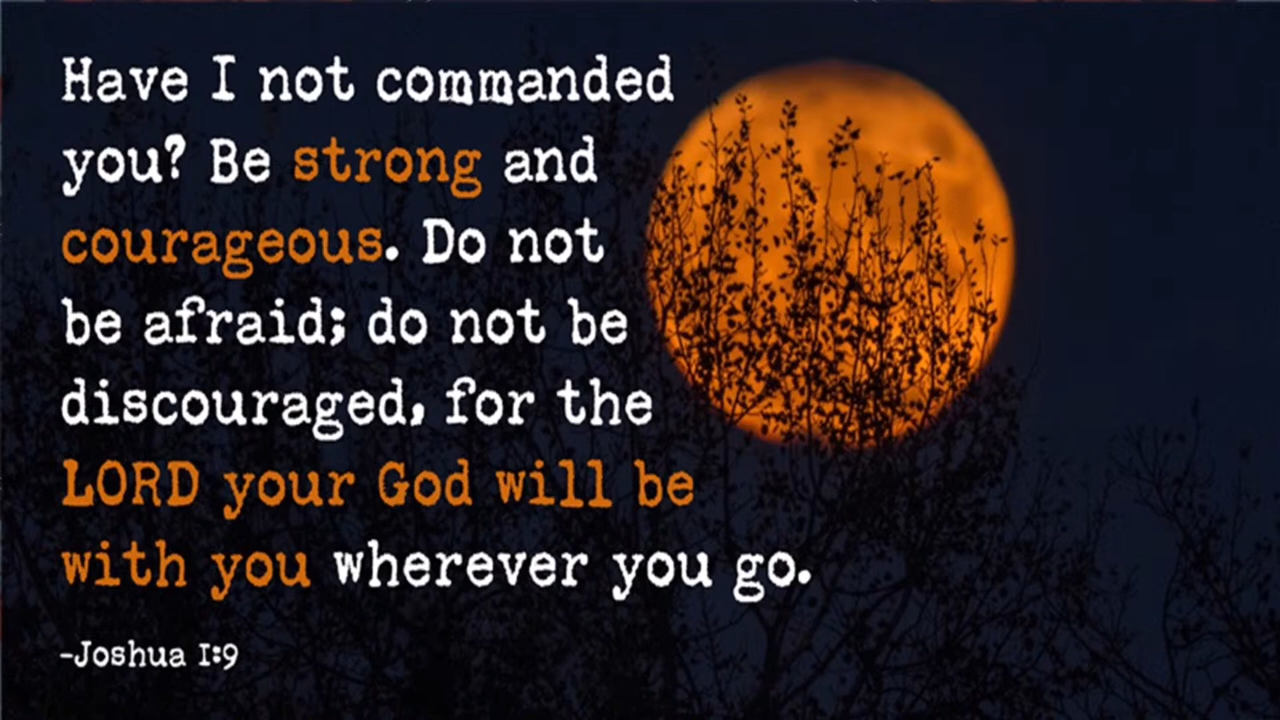 Have I not commanded
you? Be strong and
courageous. Do not
be afraid; do not be
discouraged, for the
LORD your God will be
with you wherever you go.
-Joshua 1:9